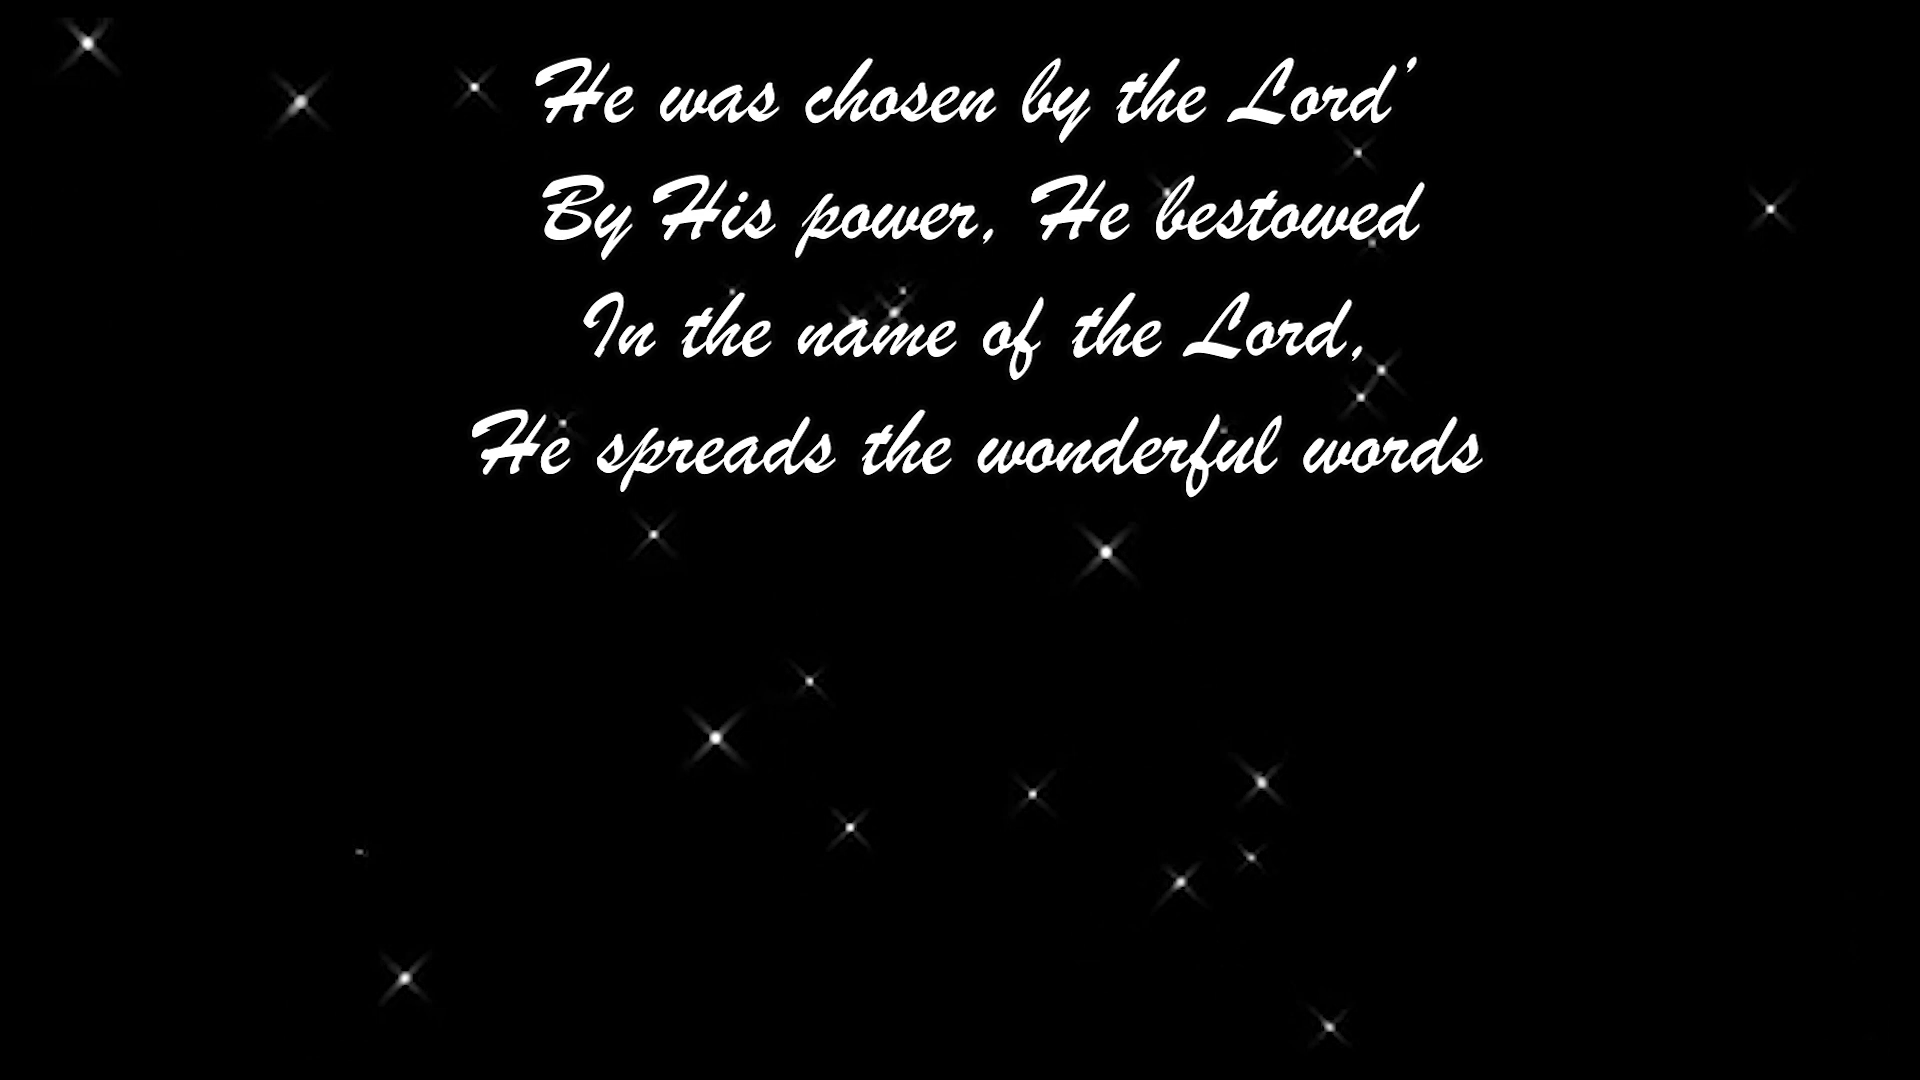 He was chosen by the Lord’
By His power, He bestowed
In the name of the Lord,
He spreads the wonderful words